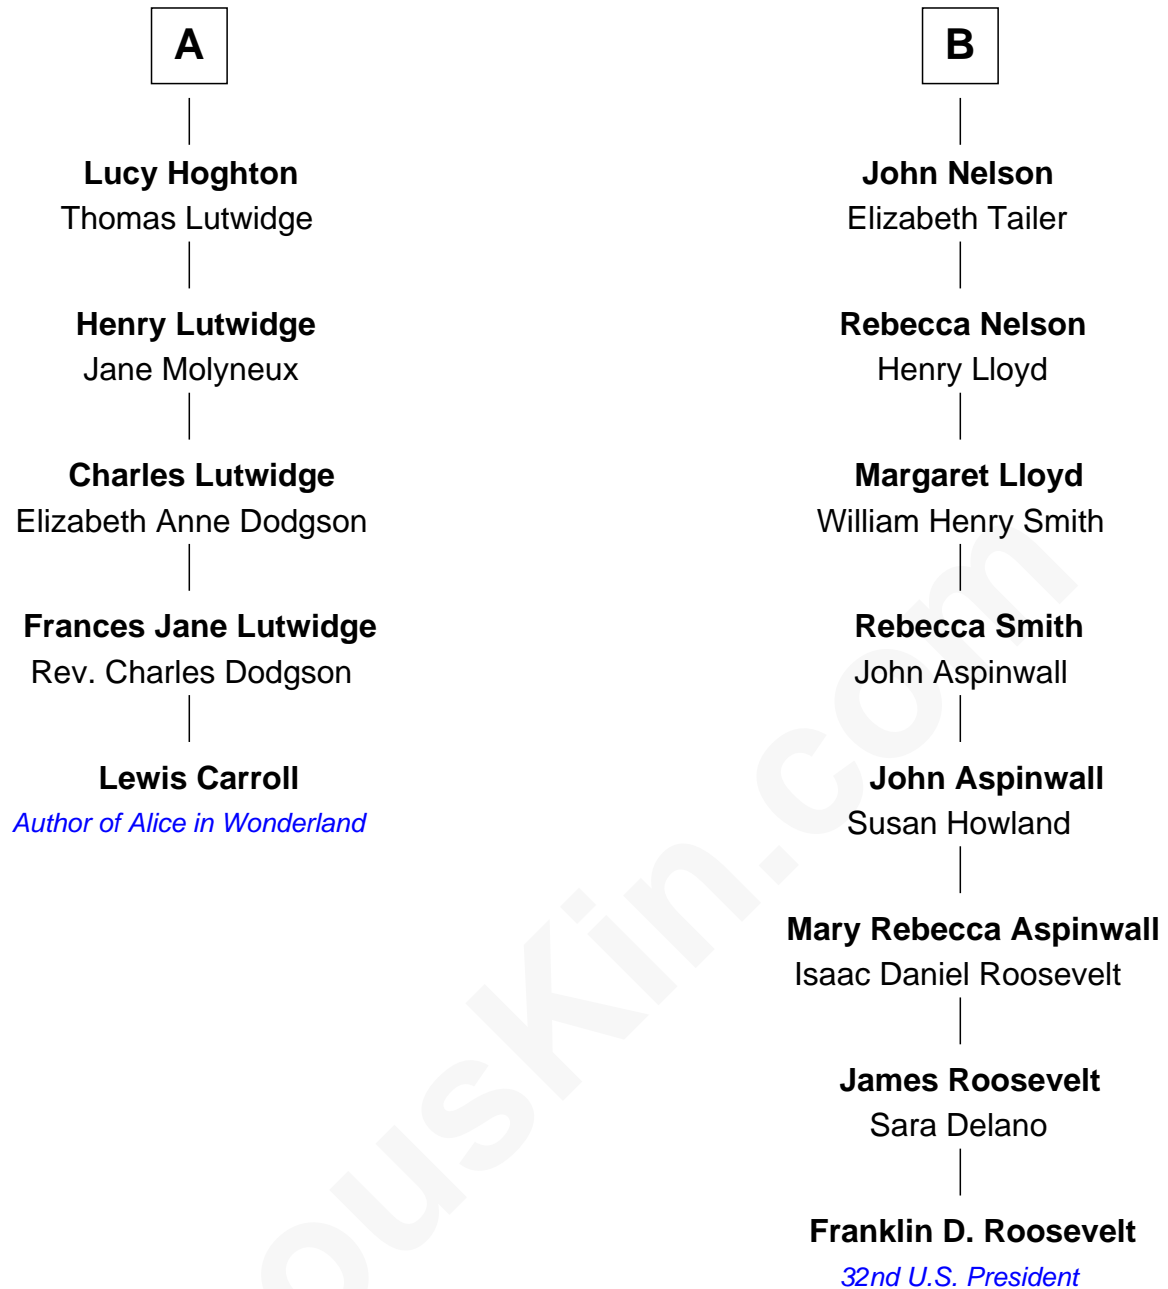 A
Lucy Hoghton
Thomas Lutwidge
Henry Lutwidge
Jane Molyneux
Charles Lutwidge
Elizabeth Anne Dodgson
Frances Jane Lutwidge
Rev. Charles Dodgson
Lewis Carroll
Author of Alice in Wonderland
B
John Nelson
Elizabeth Tailer
Rebecca Nelson
Henry Lloyd
Margaret Lloyd
William Henry Smith
Rebecca Smith
John Aspinwall
John Aspinwall
Susan Howland
Mary Rebecca Aspinwall
Isaac Daniel Roosevelt
James Roosevelt
Sara Delano
Franklin D. Roosevelt
32nd U.S. President
ousKin.com